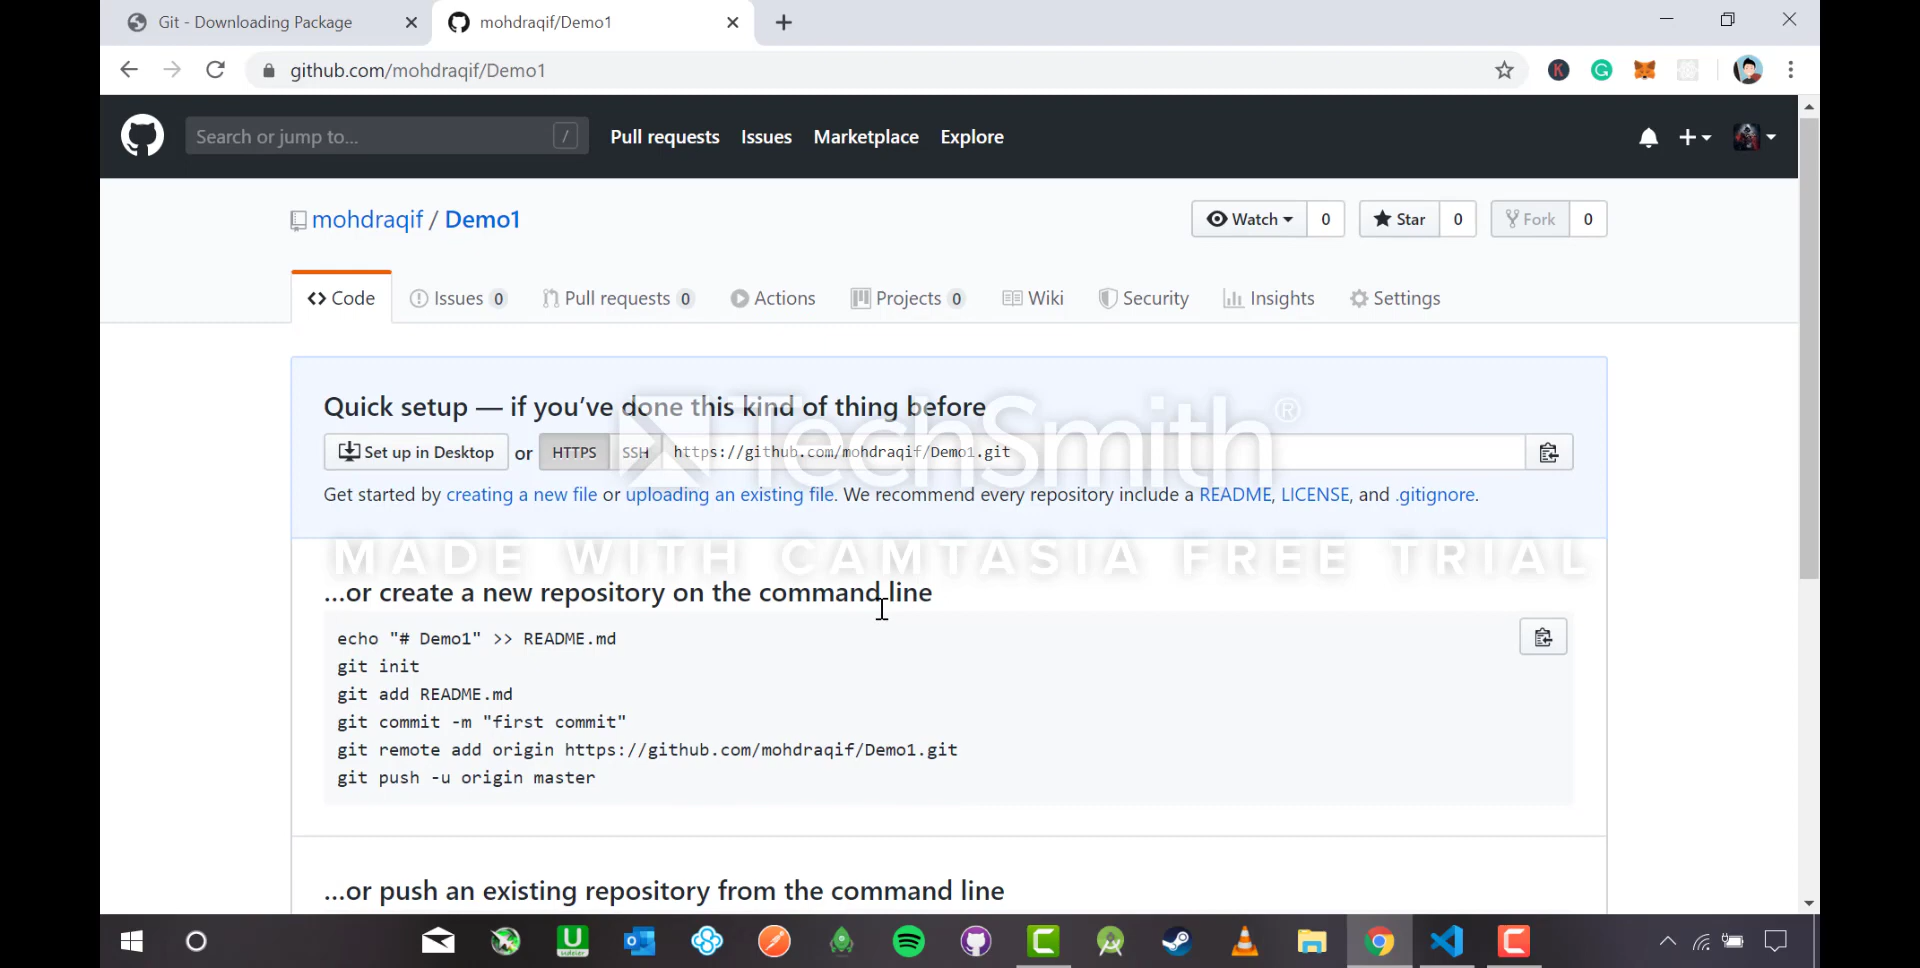 Git - Downloading Package
mohdraqif/Demo1
github.com/mohdraqif/Demo1
Search or jump to... /
Pull requests Issues Marketplace Explore
mohdraqif / Demo1
Watch 0 Star 0 Fork 0
Code Issues 0 Pull requests 0 Actions Projects 0 Wiki Security Insights Settings
Quick setup — if you’ve done this kind of thing before
TechSmith®
Set up in Desktop or HTTPS SSH https://github.com/mohdraqif/Demo1.git
Get started by creating a new file or uploading an existing file. We recommend every repository include a README, LICENSE, and .gitignore.
MADE WITH CAMTASIA FREE TRIAL
…or create a new repository on the command line
echo "# Demo1" >> README.md
git init
git add README.md
git commit -m "first commit"
git remote add origin https://github.com/mohdraqif/Demo1.git
git push -u origin master
…or push an existing repository from the command line